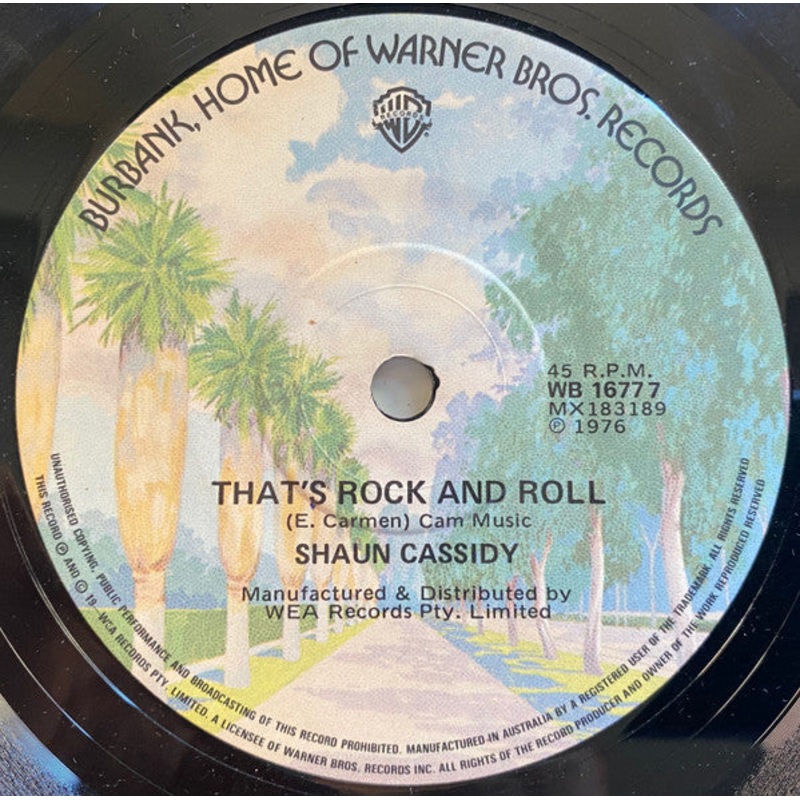 BURBANK, HOME OF WARNER BROS. RECORDS
RECORDS
45 R.P.M.
WB 16777
MX183189
℗ 1976
THAT'S ROCK AND ROLL
(E. Carmen) Cam Music
SHAUN CASSIDY
Manufactured & Distributed by
WEA Records Pty. Limited
UNAUTHORISED COPYING, PUBLIC PERFORMANCE AND BROADCASTING OF THIS RECORD PROHIBITED. MANUFACTURED IN AUSTRALIA BY A REGISTERED USER OF THE TRADEMARK. ALL RIGHTS RESERVED
THIS RECORD ℗ AND © 19 WEA RECORDS PTY. LIMITED. A LICENSEE OF WARNER BROS. RECORDS INC. ALL RIGHTS OF THE RECORD PRODUCER AND OWNER OF THE WORK REPRODUCED RESERVED